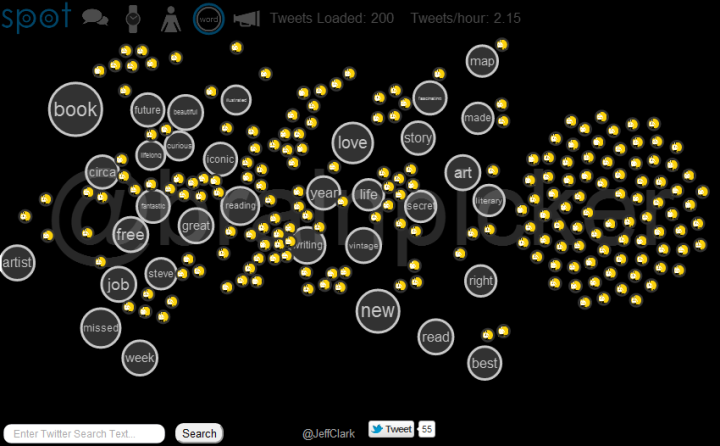 spot word Tweets Loaded: 200 Tweets/hour: 2.15
@brainpicker
map
book future beautiful illustrated fascinating made
lifelong curious love story
circa iconic art
fantastic reading year life secret literary
free great writing vintage
artist job steve right
missed new read
week best
Enter Twitter Search Text... Search @JeffClark Tweet 55